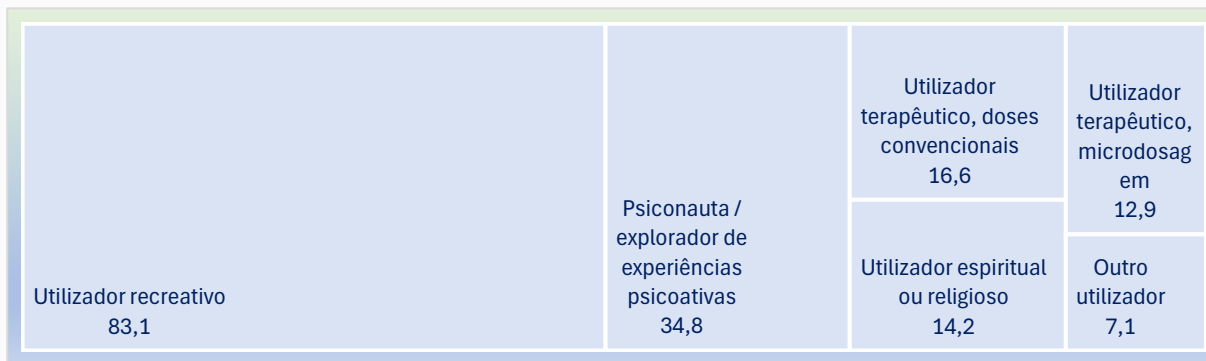 Utilizador recreativo
83,1
Psiconauta /
explorador de
experiências
psicoativas
34,8
Utilizador
terapêutico, doses
convencionais
16,6
Utilizador espiritual
ou religioso
14,2
Utilizador
terapêutico,
microdosag
em
12,9
Outro
utilizador
7,1